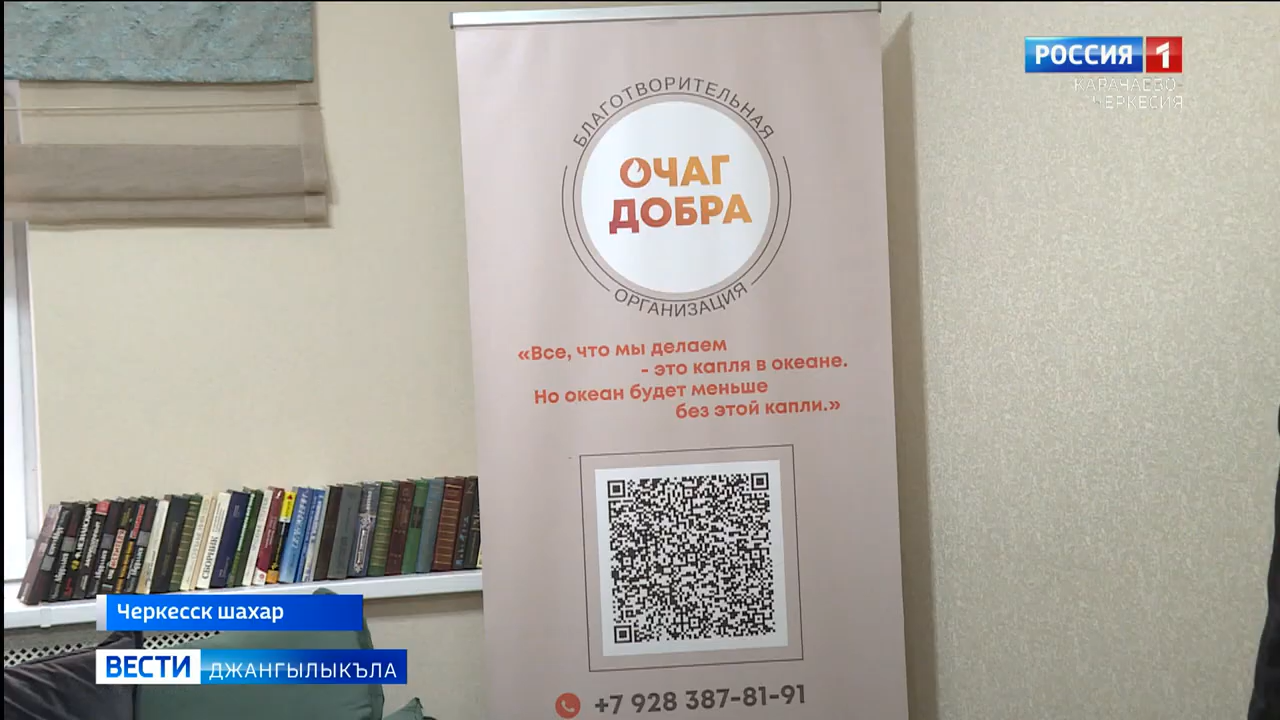 РОССИЯ 1
КАРАЧАЕВО-
ЧЕРКЕСИЯ
БЛАГОТВОРИТЕЛЬНАЯ
ОЧАГ
ДОБРА
ОРГАНИЗАЦИЯ
«Все, что мы делаем
- это капля в океане.
Но океан будет меньше
без этой капли.»
СБОРНИК
+7 928 387-81-91
Черкесск шахар
ВЕСТИ ДЖАНГЫЛЫКЪЛА